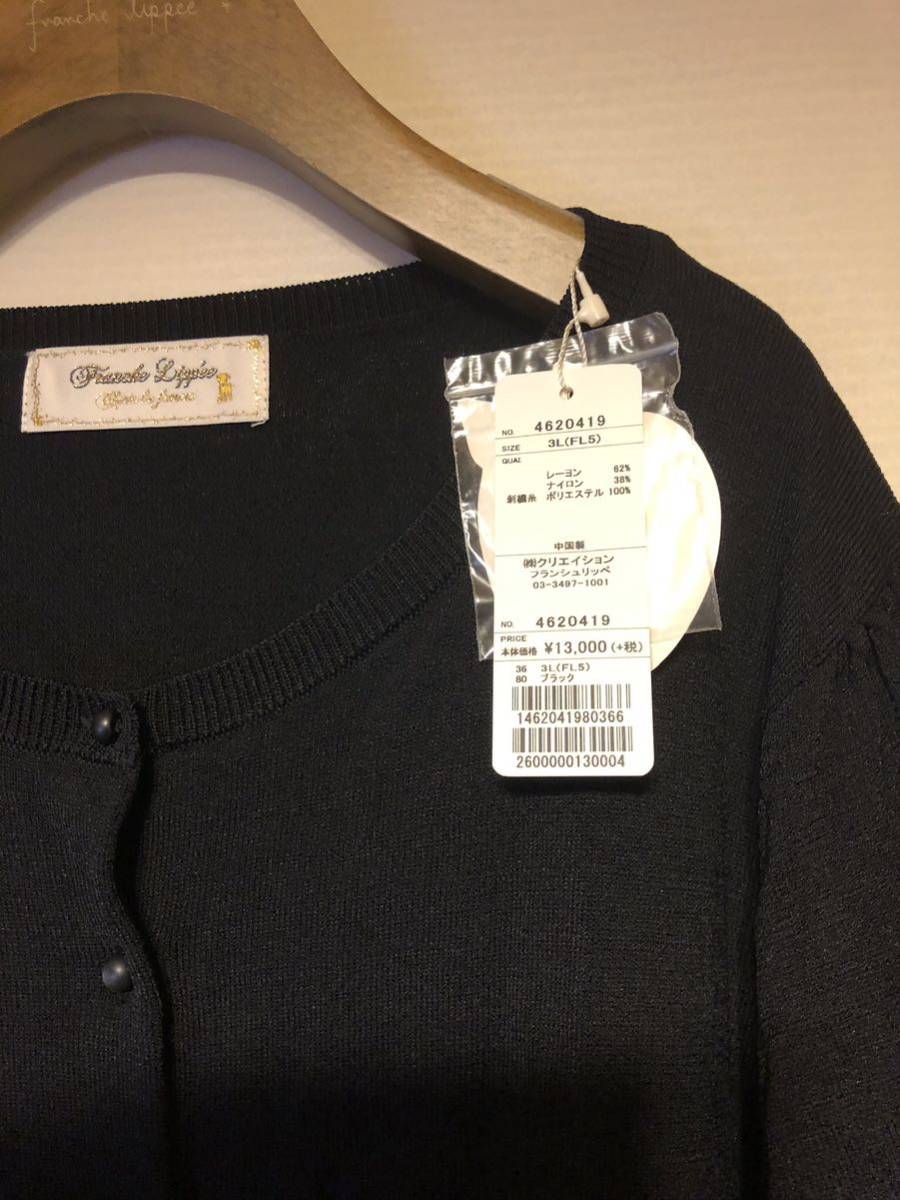 franche lippee +
Franche Lippée
NO. 4620419
SIZE 3L(FL5)
QUAL
レーヨン 62%
ナイロン 38%
刺繍糸 ポリエステル 100%
中国製
㈱クリエイション
フランシュリッペ
03-3497-1001
NO. 4620419
PRICE
本体価格 ¥13,000(+税)
36 3L(FL5)
80 ブラック
1462041980366
2600000130004